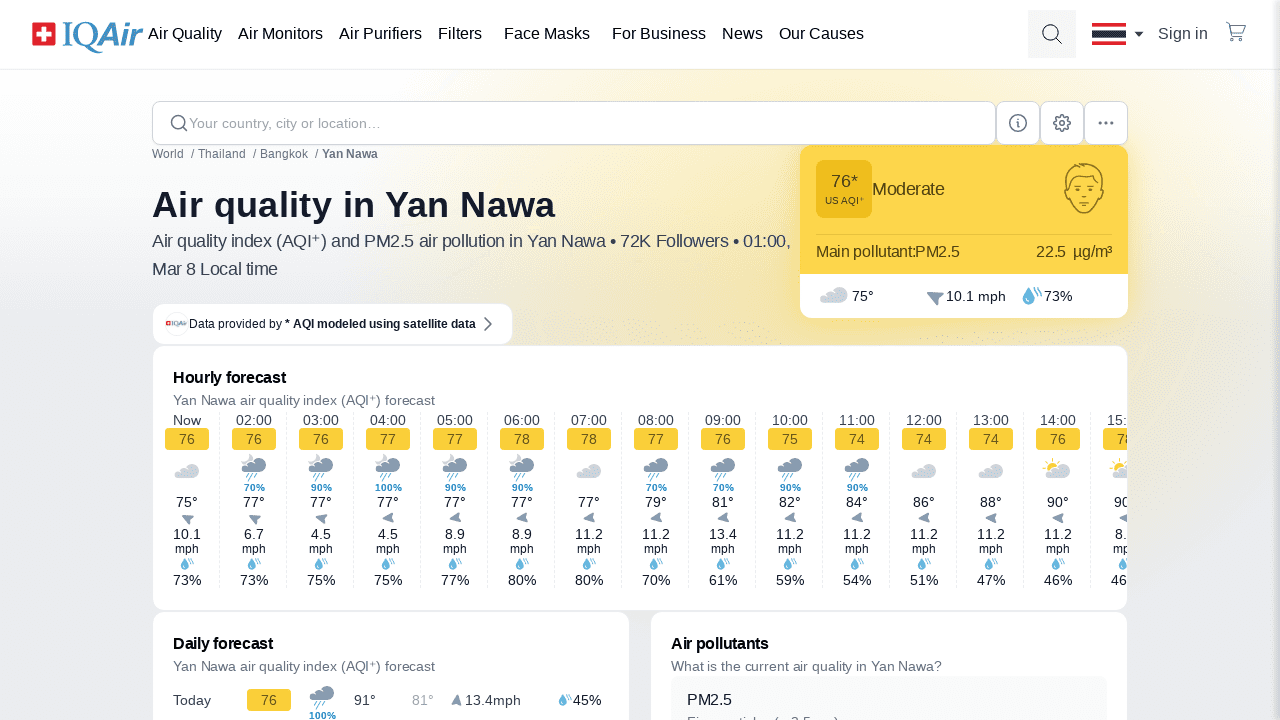 IQAir Air Quality Air Monitors Air Purifiers Filters Face Masks For Business News Our Causes Sign in
Your country, city or location...
World / Thailand / Bangkok / Yan Nawa
Air quality in Yan Nawa
Air quality index (AQI⁺) and PM2.5 air pollution in Yan Nawa • 72K Followers • 01:00,
Mar 8 Local time
76*
US AQI⁺
Moderate
Main pollutant:PM2.5 22.5 µg/m³
75° 10.1 mph 73%
IQAir Data provided by * AQI modeled using satellite data
Hourly forecast
Yan Nawa air quality index (AQI⁺) forecast
Now 02:00 03:00 04:00 05:00 06:00 07:00 08:00 09:00 10:00 11:00 12:00 13:00 14:00
76 76 76 77 77 78 78 77 76 75 74 74 74 76
70% 90% 100% 90% 90% 70% 70% 90% 90%
75° 77° 77° 77° 77° 77° 77° 79° 81° 82° 84° 86° 88° 90°
10.1 6.7 4.5 4.5 8.9 8.9 11.2 11.2 13.4 11.2 11.2 11.2 11.2 11.2
mph mph mph mph mph mph mph mph mph mph mph mph mph mph
73% 73% 75% 75% 77% 80% 80% 70% 61% 59% 54% 51% 47% 46%
Daily forecast
Yan Nawa air quality index (AQI⁺) forecast
Today 76 100% 91° 81° 13.4mph 45%
Air pollutants
What is the current air quality in Yan Nawa?
PM2.5